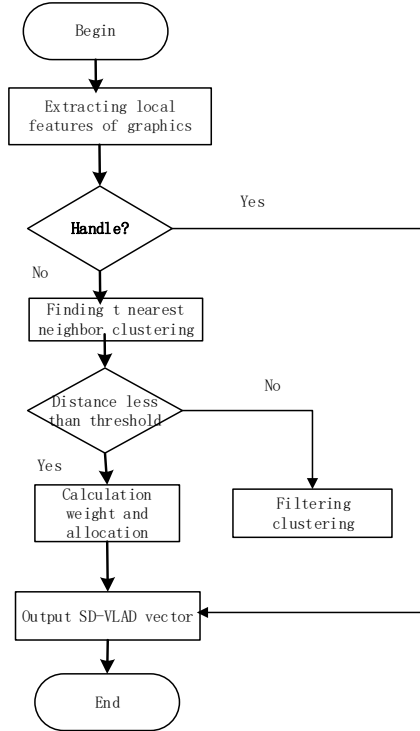 Begin
Extracting local
features of graphics
Yes
Handle?
No
Finding t nearest
neighbor clustering
No
Distance less
than threshold
Yes
Calculation
weight and
allocation
Filtering
clustering
Output SD-VLAD vector
End